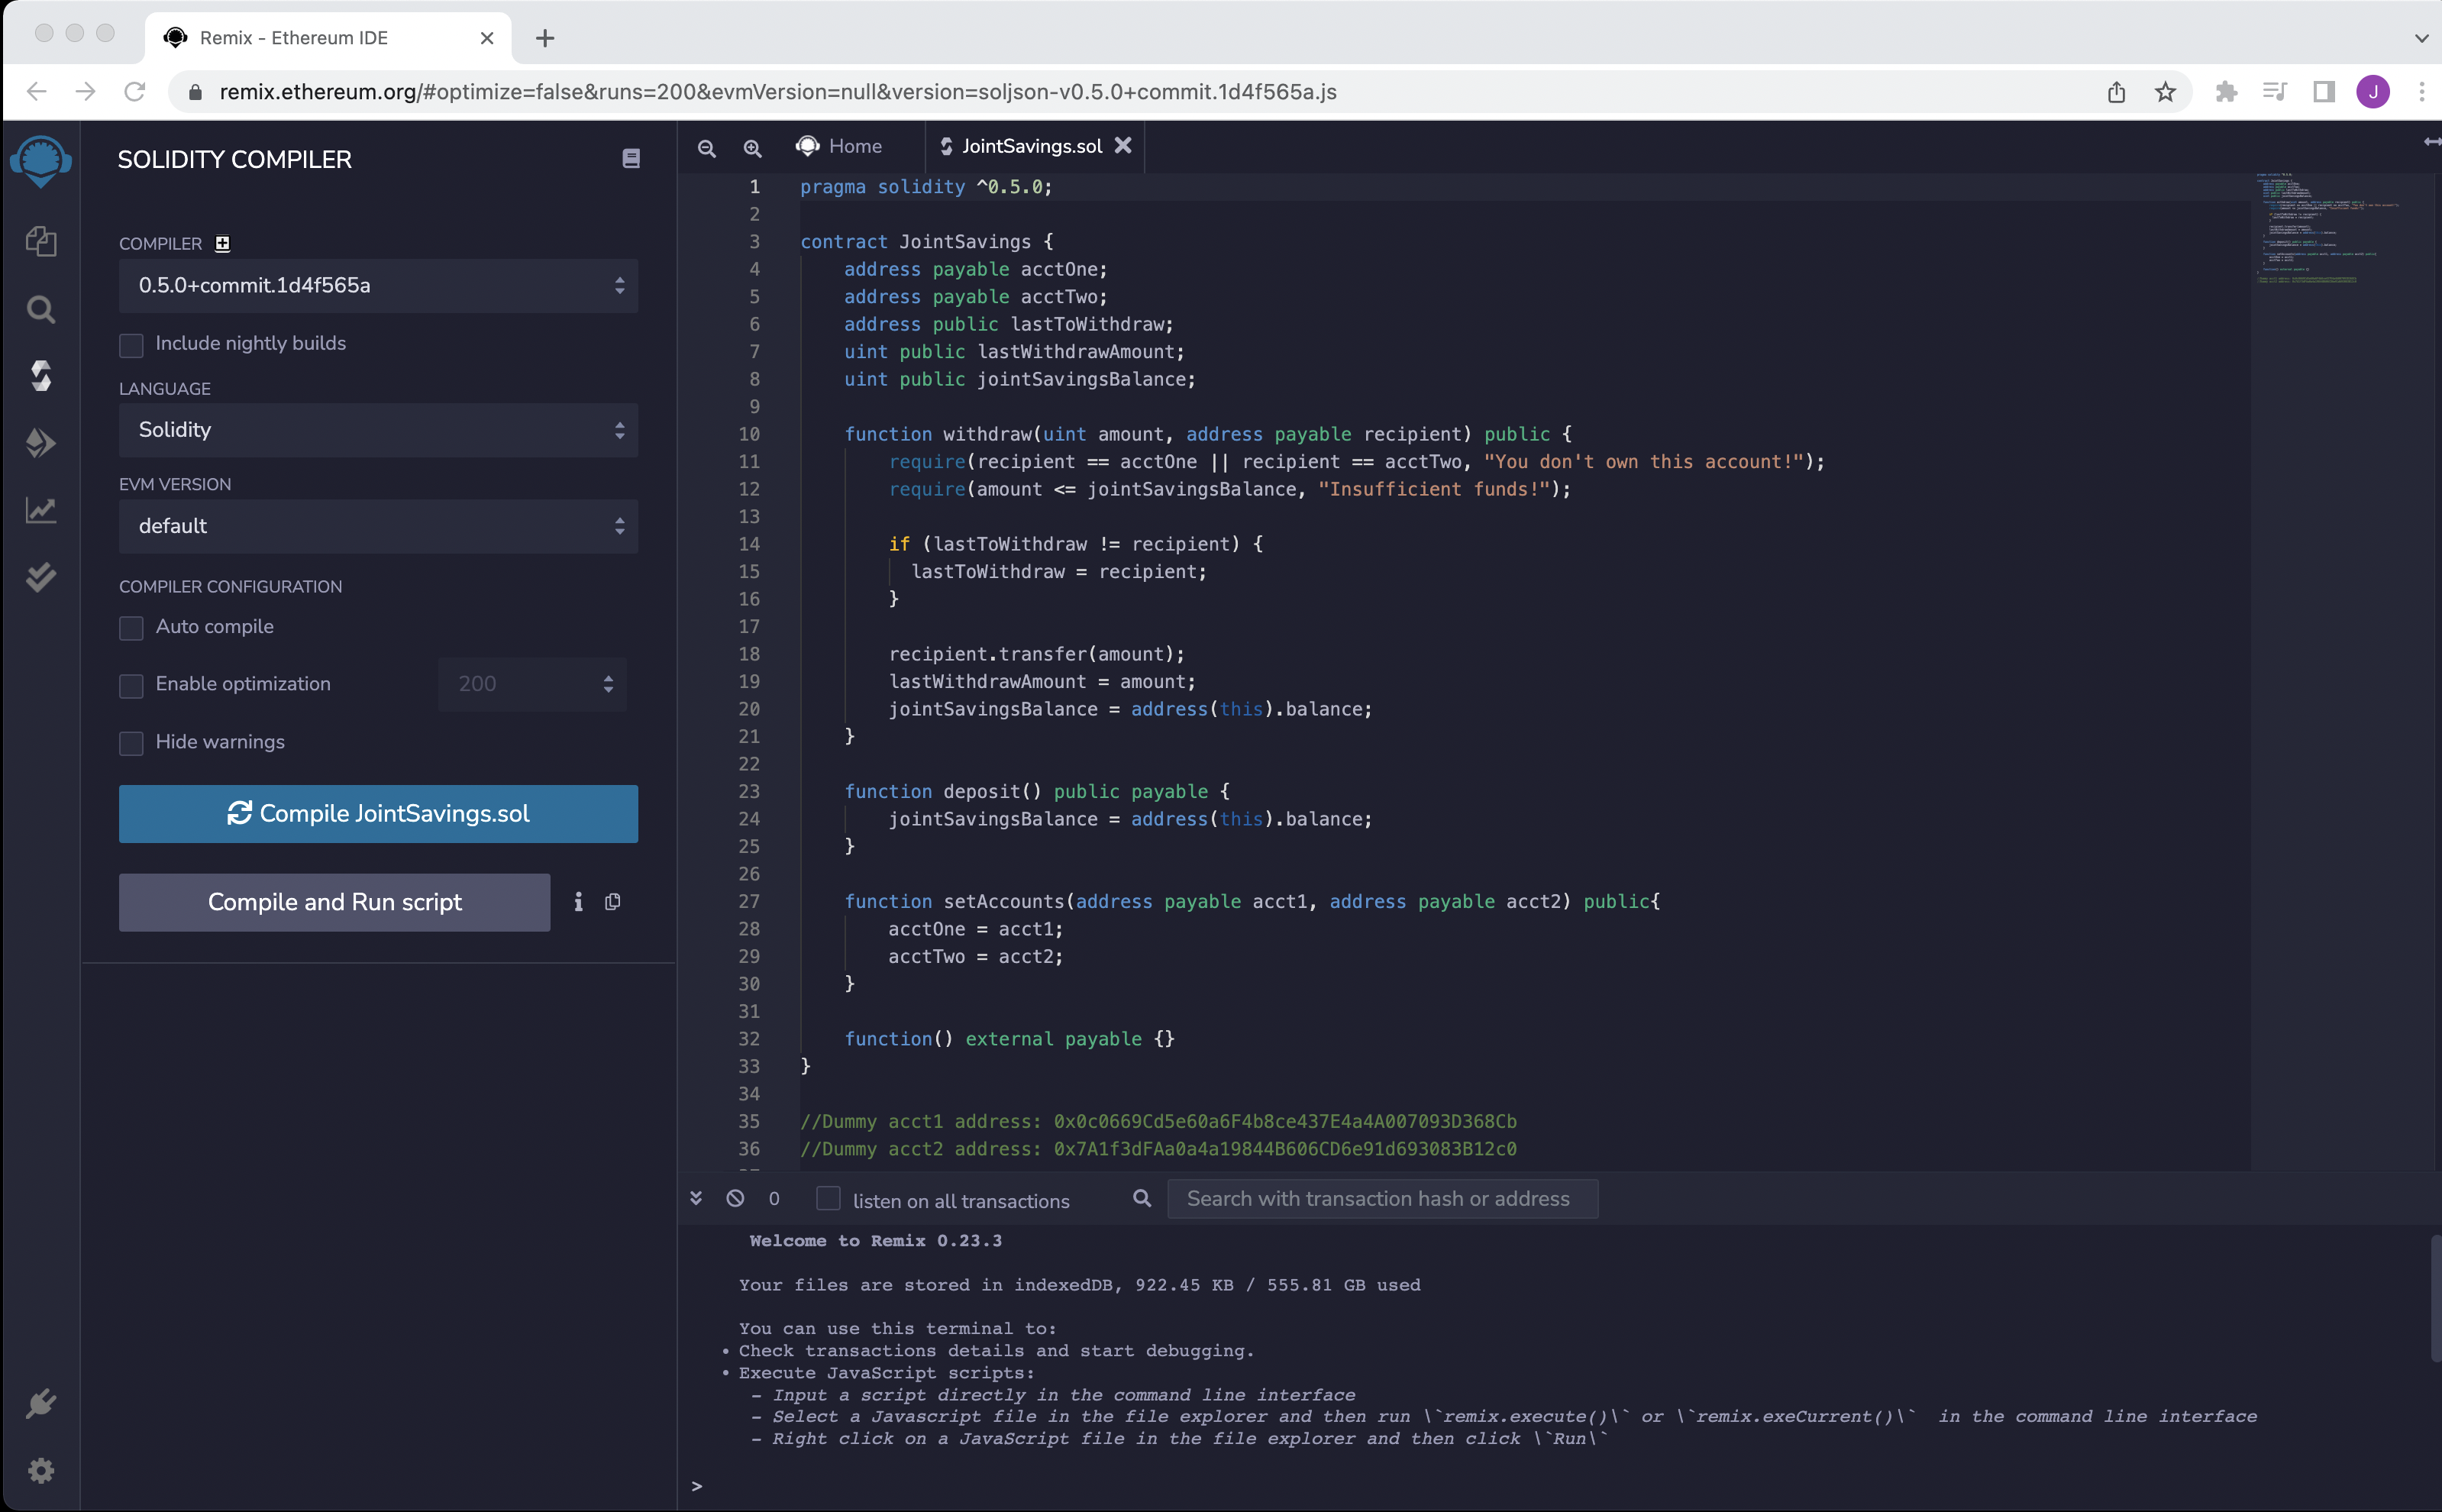 Remix - Ethereum IDE
remix.ethereum.org/#optimize=false&runs=200&evmVersion=null&version=soljson-v0.5.0+commit.1d4f565a.js
J
SOLIDITY COMPILER
COMPILER
0.5.0+commit.1d4f565a
Include nightly builds
LANGUAGE
Solidity
EVM VERSION
default
COMPILER CONFIGURATION
Auto compile
Enable optimization
200
Hide warnings
Compile JointSavings.sol
Compile and Run script
Home
JointSavings.sol
1 pragma solidity ^0.5.0;
2
3 contract JointSavings {
4 address payable acctOne;
5 address payable acctTwo;
6 address public lastToWithdraw;
7 uint public lastWithdrawAmount;
8 uint public jointSavingsBalance;
9
10 function withdraw(uint amount, address payable recipient) public {
11 require(recipient == acctOne || recipient == acctTwo, "You don't own this account!");
12 require(amount <= jointSavingsBalance, "Insufficient funds!");
13
14 if (lastToWithdraw != recipient) {
15 lastToWithdraw = recipient;
16 }
17
18 recipient.transfer(amount);
19 lastWithdrawAmount = amount;
20 jointSavingsBalance = address(this).balance;
21 }
22
23 function deposit() public payable {
24 jointSavingsBalance = address(this).balance;
25 }
26
27 function setAccounts(address payable acct1, address payable acct2) public{
28 acctOne = acct1;
29 acctTwo = acct2;
30 }
31
32 function() external payable {}
33 }
34
35 //Dummy acct1 address: 0x0c0669Cd5e60a6F4b8ce437E4a4A007093D368Cb
36 //Dummy acct2 address: 0x7A1f3dFAa0a4a19844B606CD6e91d693083B12c0
0
listen on all transactions
Search with transaction hash or address
Welcome to Remix 0.23.3
Your files are stored in indexedDB, 922.45 KB / 555.81 GB used
You can use this terminal to:
• Check transactions details and start debugging.
• Execute JavaScript scripts:
– Input a script directly in the command line interface
– Select a Javascript file in the file explorer and then run \`remix.execute()\` or \`remix.exeCurrent()\` in the command line interface
– Right click on a JavaScript file in the file explorer and then click \`Run\`
>